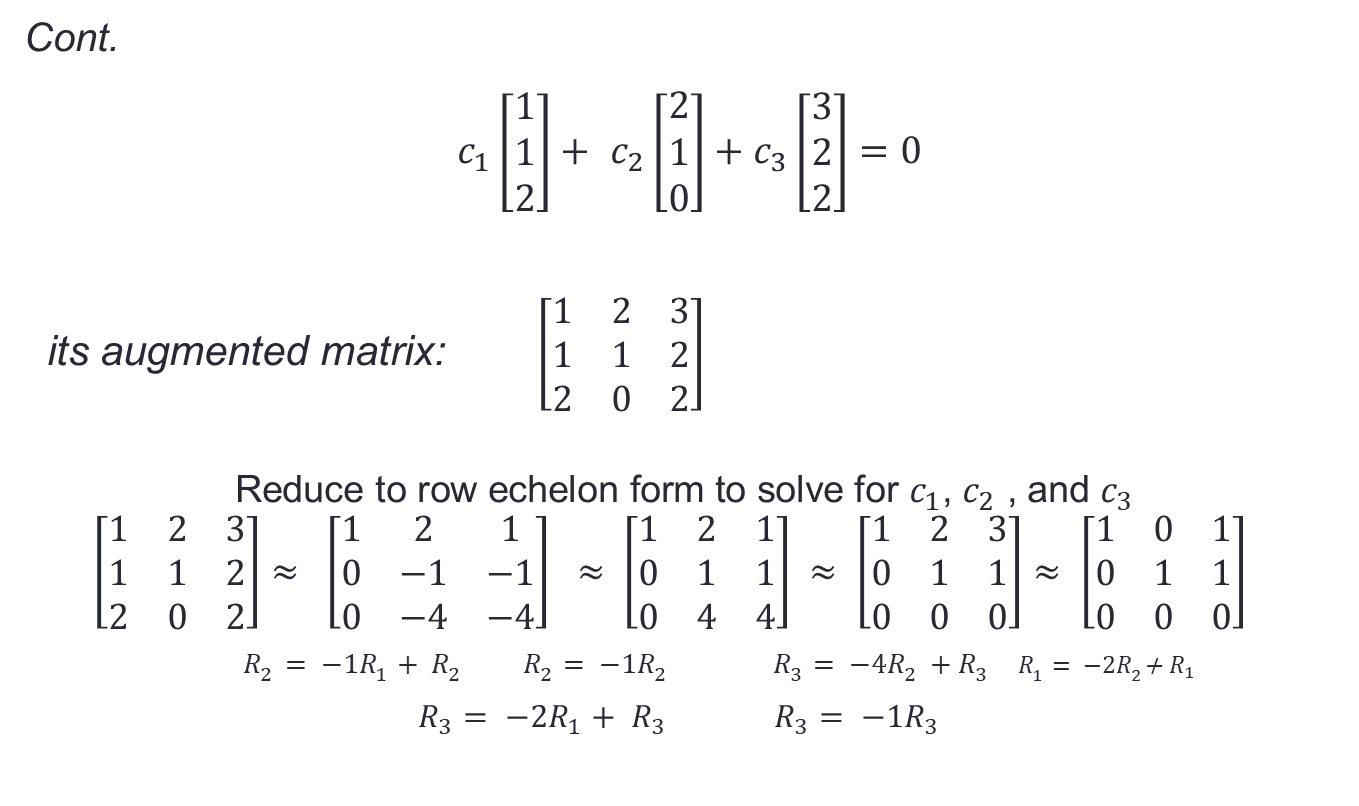 Cont.
c₁ [1 1 2] + c₂ [2 1 0] + c₃ [3 2 2] = 0
its augmented matrix:
[1 2 3
1 1 2
2 0 2]
Reduce to row echelon form to solve for c₁, c₂ , and c₃
[1 2 3] [1 2 1] [1 2 1] [1 2 3] [1 0 1]
[1 1 2] ≈ [0 −1 −1] ≈ [0 1 1] ≈ [0 1 1] ≈ [0 1 1]
[2 0 2] [0 −4 −4] [0 4 4] [0 0 0] [0 0 0]
R₂ = −1R₁ + R₂ R₂ = −1R₂ R₃ = −4R₂ + R₃ R₁ = −2R₂ + R₁
R₃ = −2R₁ + R₃ R₃ = −1R₃